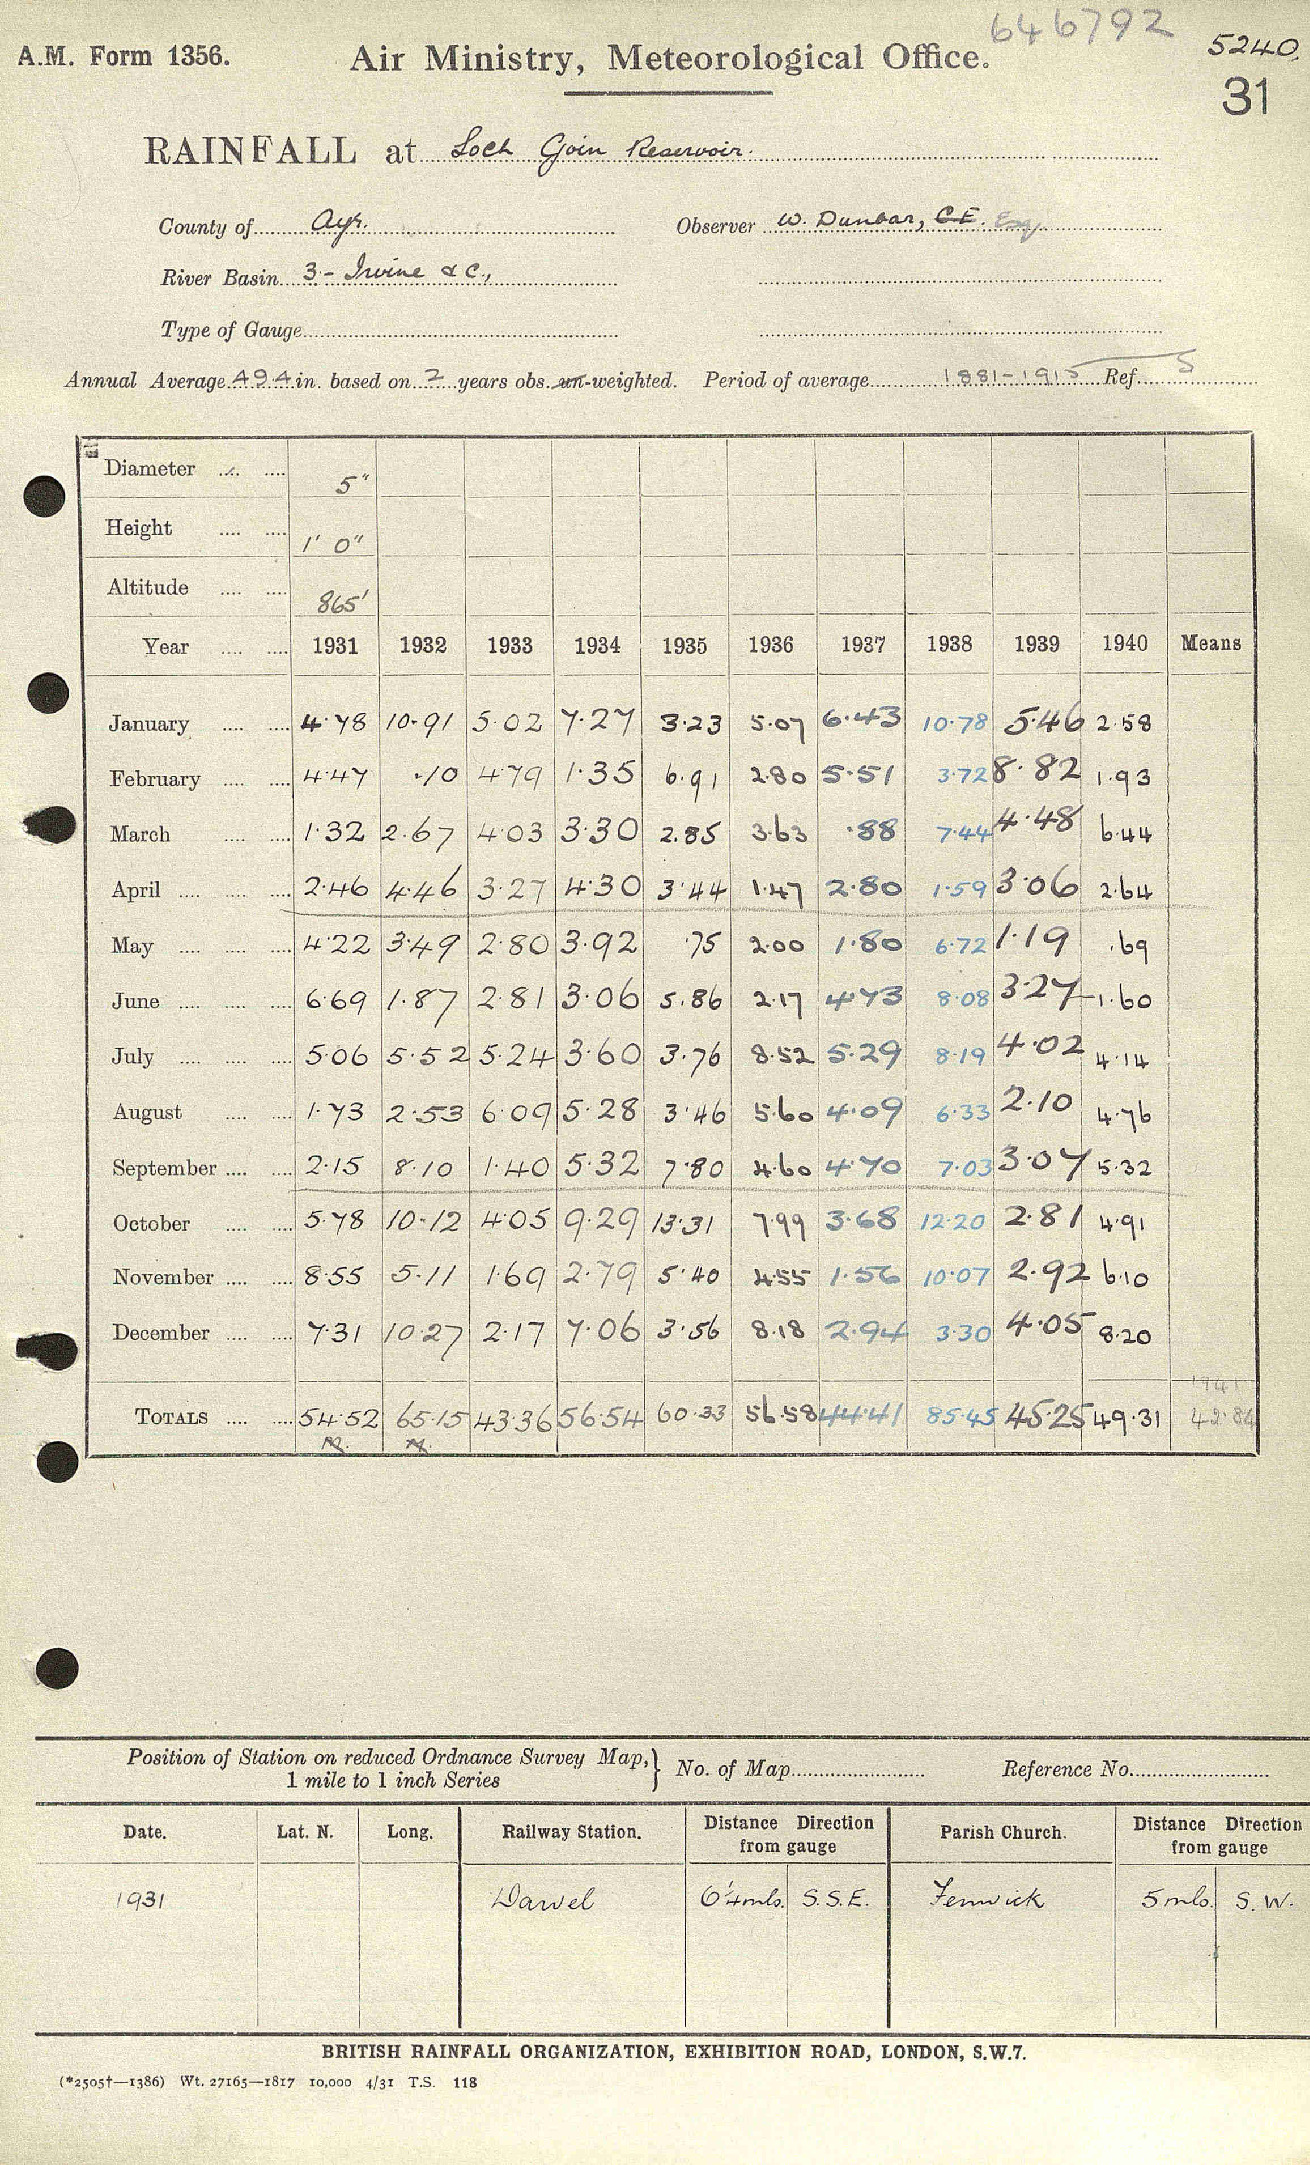 646792
A.M. Form 1356. Air Ministry, Meteorological Office. 5240.
31
RAINFALL at Loch Goin Reservoir.
County of Ayr. Observer W. Dunbar, C.E. Esq.
River Basin 3 - Irvine &c.,
Type of Gauge
Annual Average 49.4 in. based on 7 years obs. un-weighted. Period of average 1881-1915 Ref. S
Diameter 5"
Height 1' 0"
Altitude 865'
Year 1931 1932 1933 1934 1935 1936 1937 1938 1939 1940 Means
January 4.78 10.91 5.02 7.27 3.23 5.07 6.43 10.78 5.46 2.58
February 4.47 .10 4.79 1.35 6.91 2.80 5.51 3.72 8.82 1.93
March 1.32 2.67 4.03 3.30 2.85 3.63 .88 7.44 4.48 6.44
April 2.46 4.46 3.27 4.30 3.44 1.47 2.80 1.59 3.06 2.64
May 4.22 3.49 2.80 3.92 .75 2.00 1.80 6.72 1.19 .69
June 6.69 1.87 2.81 3.06 5.86 2.17 4.73 8.08 3.27 1.60
July 5.06 5.52 5.24 3.60 3.76 8.52 5.29 8.19 4.02 4.14
August 1.73 2.53 6.09 5.28 3.46 5.60 4.09 6.33 2.10 4.76
September 2.15 8.10 1.40 5.32 7.80 4.60 4.70 7.03 3.07 5.32
October 5.78 10.12 4.05 9.29 13.31 7.99 3.68 12.20 2.81 4.91
November 8.55 5.11 1.69 2.79 5.40 4.55 1.56 10.07 2.92 6.10
December 7.31 10.27 2.17 7.06 3.56 8.18 2.94 3.30 4.05 8.20
1941
TOTALS 54.52 65.15 43.36 56.54 60.33 56.58 44.41 85.45 45.25 49.31 42.84
Position of Station on reduced Ordnance Survey Map,} No. of Map Reference No.
1 mile to 1 inch Series
Date. Lat. N. Long. Railway Station. Distance Direction from gauge Parish Church. Distance Direction from gauge
1931 Darvel 6¼ mls. S.S.E. Fenwick 5 mls. S.W.
BRITISH RAINFALL ORGANIZATION, EXHIBITION ROAD, LONDON, S.W.7.
(*2505†—1386) Wt. 27165—1817 10,000 4/31 T.S. 118